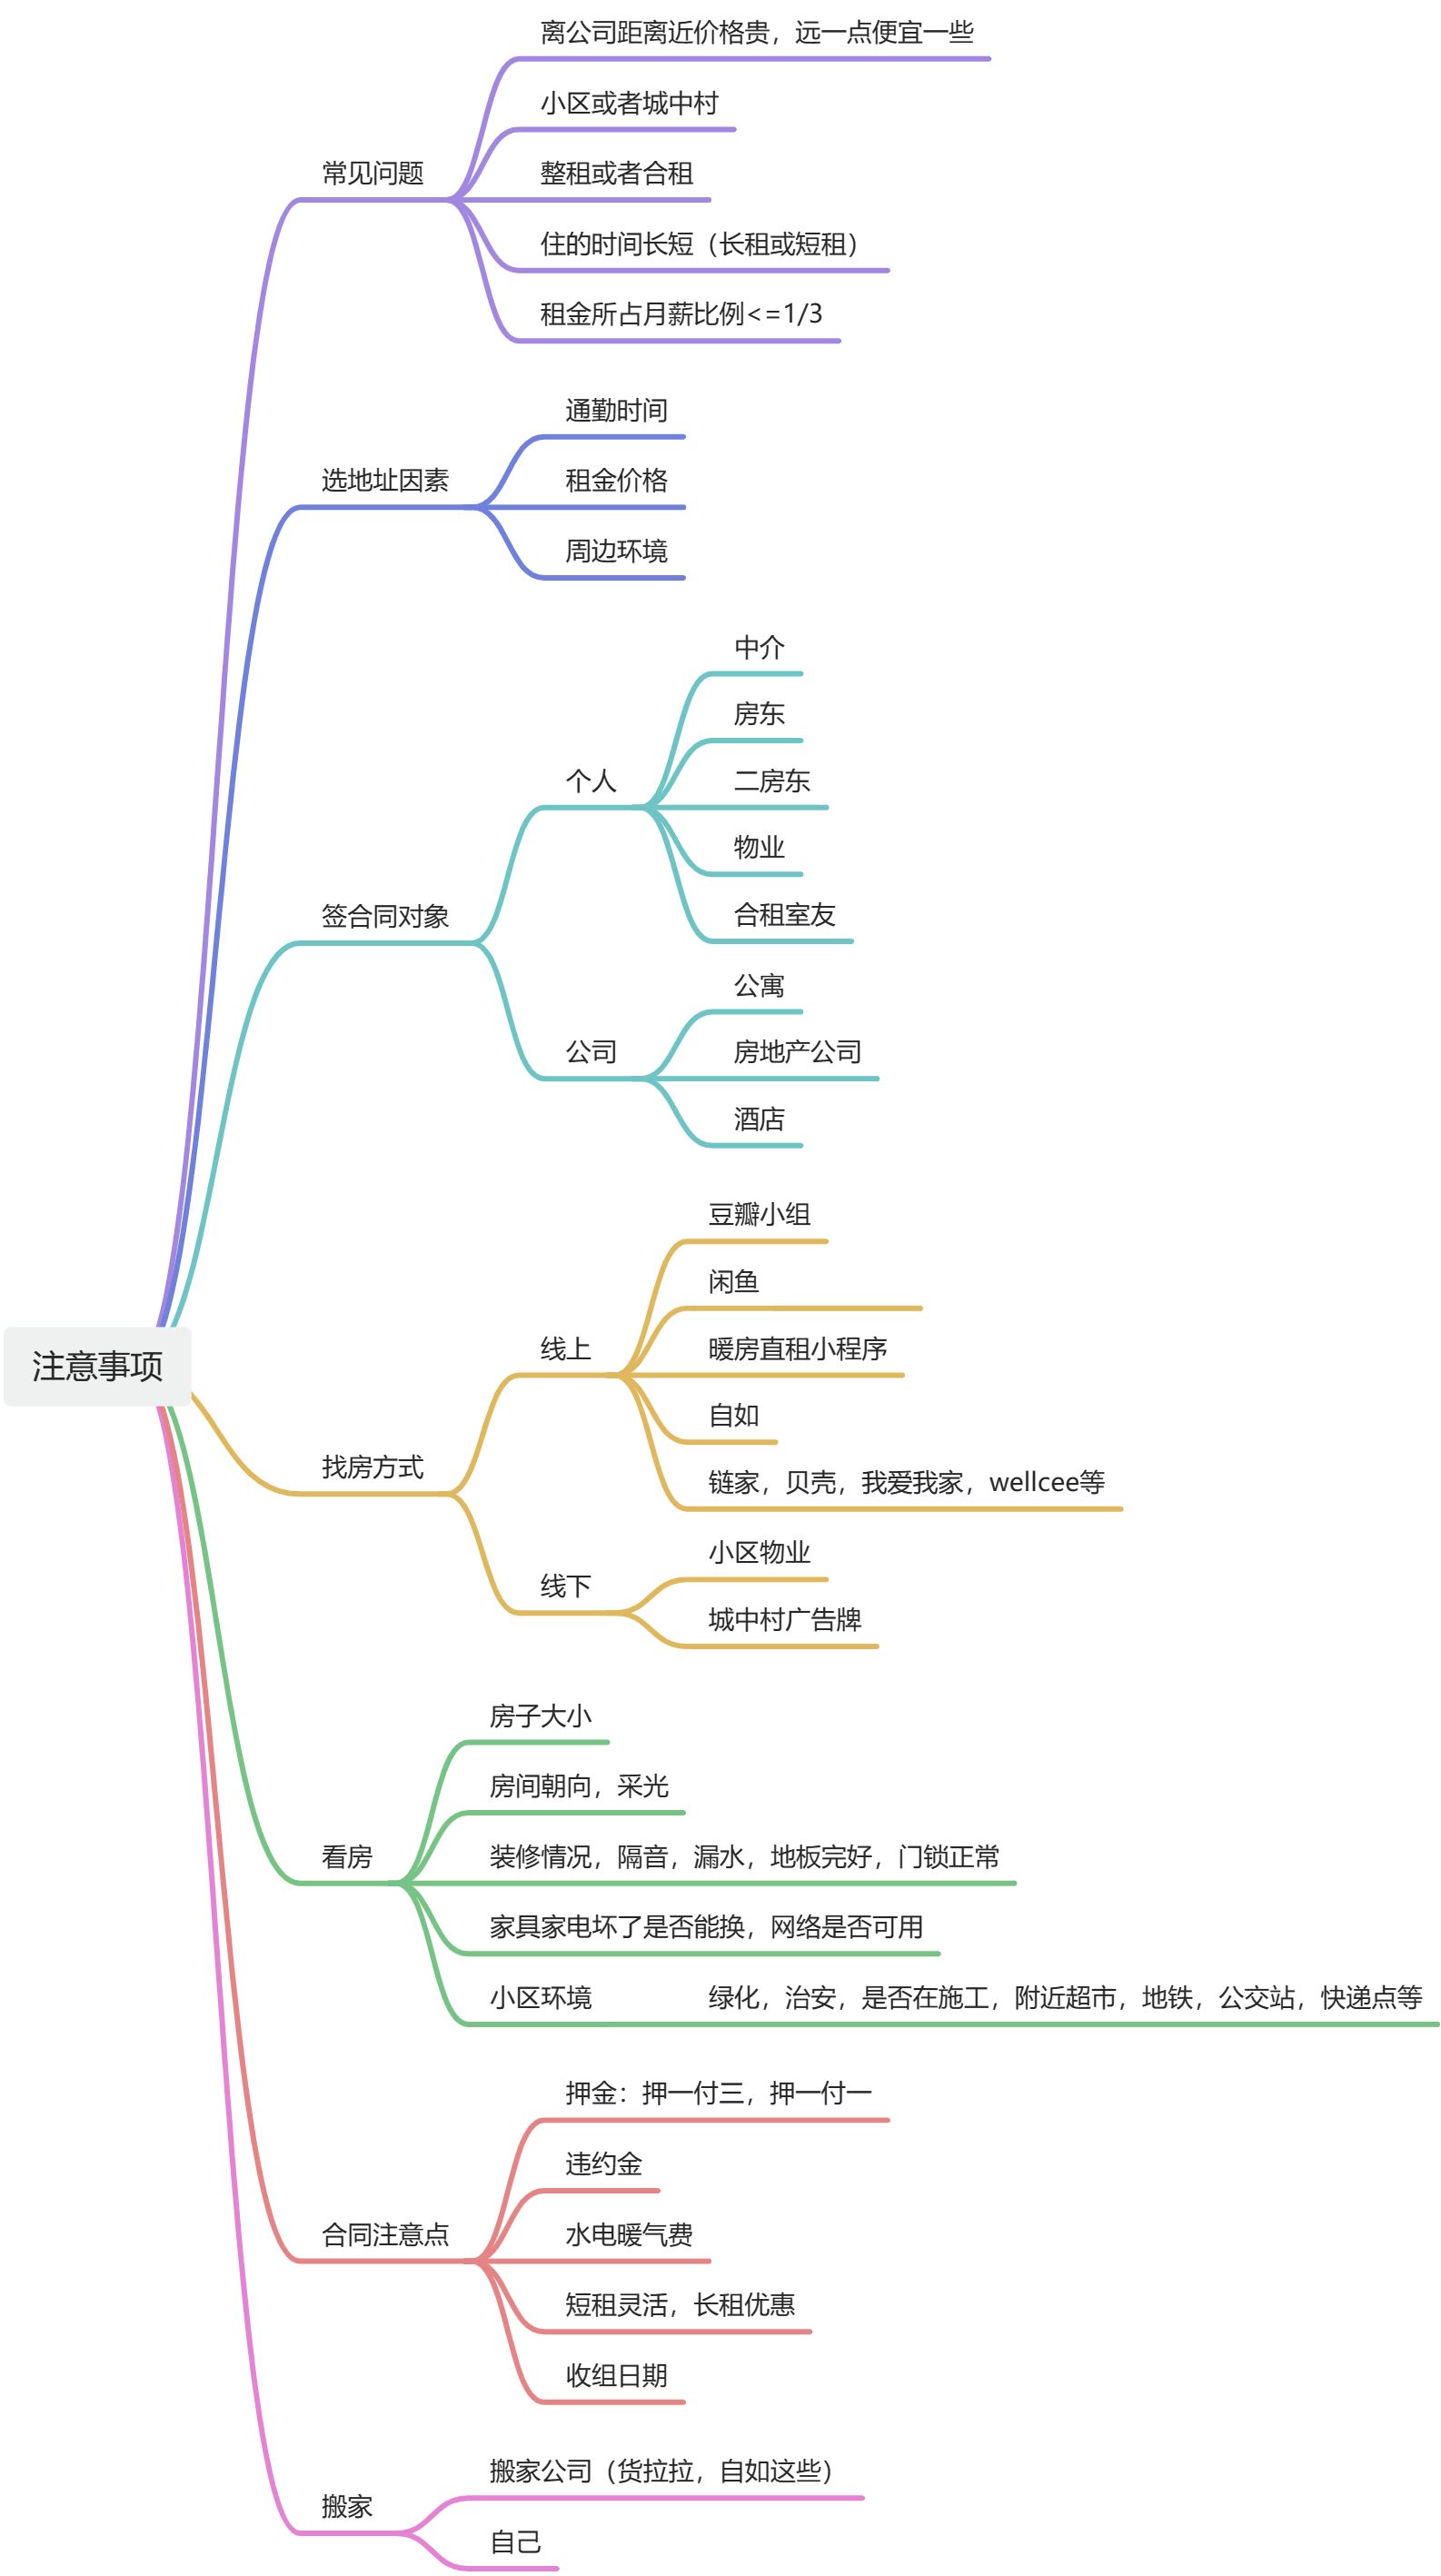 离公司距离近价格贵，远一点便宜一些
小区或者城中村
常见问题
整租或者合租
住的时间长短（长租或短租）
租金所占月薪比例<=1/3
通勤时间
选地址因素
租金价格
周边环境
中介
房东
个人
二房东
物业
签合同对象
合租室友
公寓
公司
房地产公司
酒店
豆瓣小组
闲鱼
线上
暖房直租小程序
注意事项
自如
找房方式
链家，贝壳，我爱我家，wellcee等
小区物业
线下
城中村广告牌
房子大小
房间朝向，采光
看房
装修情况，隔音，漏水，地板完好，门锁正常
家具家电坏了是否能换，网络是否可用
小区环境
绿化，治安，是否在施工，附近超市，地铁，公交站，快递点等
押金：押一付三，押一付一
违约金
合同注意点
水电暖气费
短租灵活，长租优惠
收组日期
搬家公司（货拉拉，自如这些）
搬家
自己